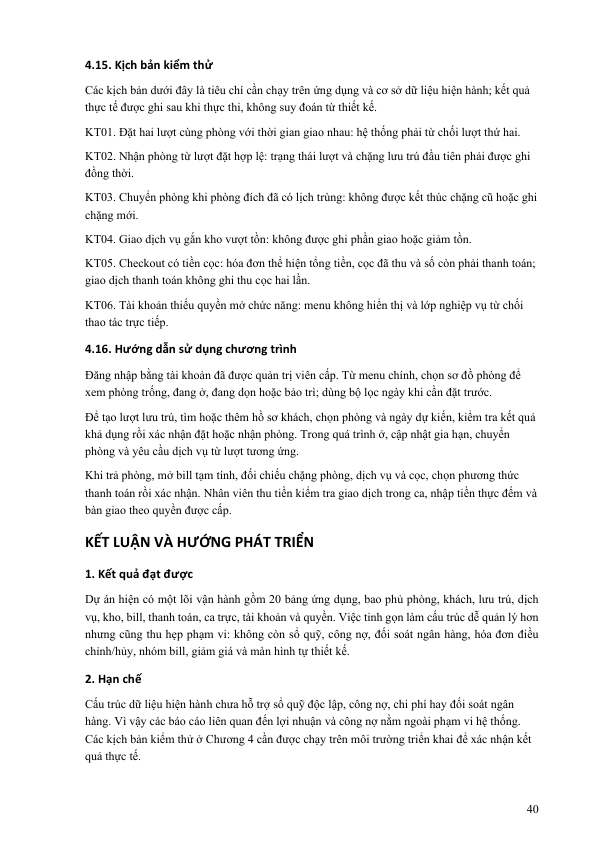 4.15. Kịch bản kiểm thử
Các kịch bản dưới đây là tiêu chí cần chạy trên ứng dụng và cơ sở dữ liệu hiện hành; kết quả
thực tế được ghi sau khi thực thi, không suy đoán từ thiết kế.
KT01. Đặt hai lượt cùng phòng với thời gian giao nhau: hệ thống phải từ chối lượt thứ hai.
KT02. Nhận phòng từ lượt đặt hợp lệ: trạng thái lượt và chặng lưu trú đầu tiên phải được ghi
đồng thời.
KT03. Chuyển phòng khi phòng đích đã có lịch trùng: không được kết thúc chặng cũ hoặc ghi
chặng mới.
KT04. Giao dịch vụ gắn kho vượt tồn: không được ghi phần giao hoặc giảm tồn.
KT05. Checkout có tiền cọc: hóa đơn thể hiện tổng tiền, cọc đã thu và số còn phải thanh toán;
giao dịch thanh toán không ghi thu cọc hai lần.
KT06. Tài khoản thiếu quyền mở chức năng: menu không hiển thị và lớp nghiệp vụ từ chối
thao tác trực tiếp.
4.16. Hướng dẫn sử dụng chương trình
Đăng nhập bằng tài khoản đã được quản trị viên cấp. Từ menu chính, chọn sơ đồ phòng để
xem phòng trống, đang ở, đang dọn hoặc bảo trì; dùng bộ lọc ngày khi cần đặt trước.
Để tạo lượt lưu trú, tìm hoặc thêm hồ sơ khách, chọn phòng và ngày dự kiến, kiểm tra kết quả
khả dụng rồi xác nhận đặt hoặc nhận phòng. Trong quá trình ở, cập nhật gia hạn, chuyển
phòng và yêu cầu dịch vụ từ lượt tương ứng.
Khi trả phòng, mở bill tạm tính, đối chiếu chặng phòng, dịch vụ và cọc, chọn phương thức
thanh toán rồi xác nhận. Nhân viên thu tiền kiểm tra giao dịch trong ca, nhập tiền thực đếm và
bàn giao theo quyền được cấp.
KẾT LUẬN VÀ HƯỚNG PHÁT TRIỂN
1. Kết quả đạt được
Dự án hiện có một lõi vận hành gồm 20 bảng ứng dụng, bao phủ phòng, khách, lưu trú, dịch
vụ, kho, bill, thanh toán, ca trực, tài khoản và quyền. Việc tinh gọn làm cấu trúc dễ quản lý hơn
nhưng cũng thu hẹp phạm vi: không còn sổ quỹ, công nợ, đối soát ngân hàng, hóa đơn điều
chỉnh/hủy, nhóm bill, giảm giá và màn hình tự thiết kế.
2. Hạn chế
Cấu trúc dữ liệu hiện hành chưa hỗ trợ sổ quỹ độc lập, công nợ, chi phí hay đối soát ngân
hàng. Vì vậy các báo cáo liên quan đến lợi nhuận và công nợ nằm ngoài phạm vi hệ thống.
Các kịch bản kiểm thử ở Chương 4 cần được chạy trên môi trường triển khai để xác nhận kết
quả thực tế.
40